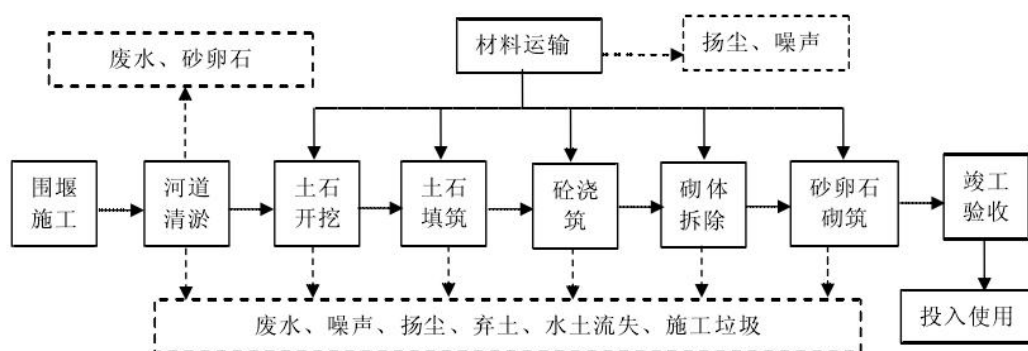 材料运输
扬尘、噪声
废水、砂卵石
围堰
施工
河道
清淤
土石
开挖
土石
填筑
砼浇
筑
砌体
拆除
砂卵石
砌筑
竣工
验收
废水、噪声、扬尘、弃土、水土流失、施工垃圾
投入使用